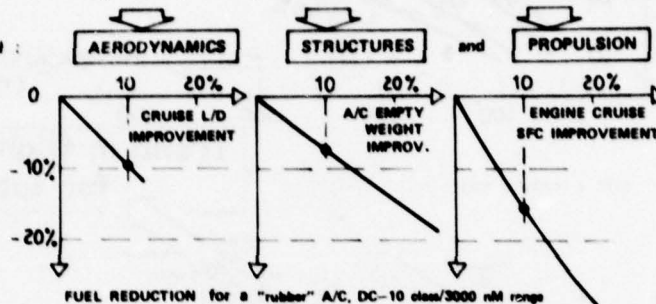 : AERODYNAMICS STRUCTURES and PROPULSION
10 20% 10 20% 10 20%
0
CRUISE L/D IMPROVEMENT
A/C EMPTY WEIGHT IMPROV.
ENGINE CRUISE SFC IMPROVEMENT
-10%
-20%
FUEL REDUCTION for a "rubber" A/C, DC-10 class/3000 nM range